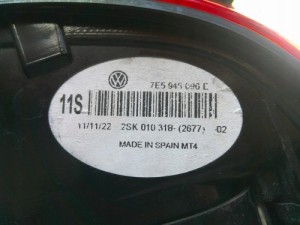 7E5 945 096 E
11S
11/11/22 2SK 010 318- (2677) -02
MADE IN SPAIN MT4